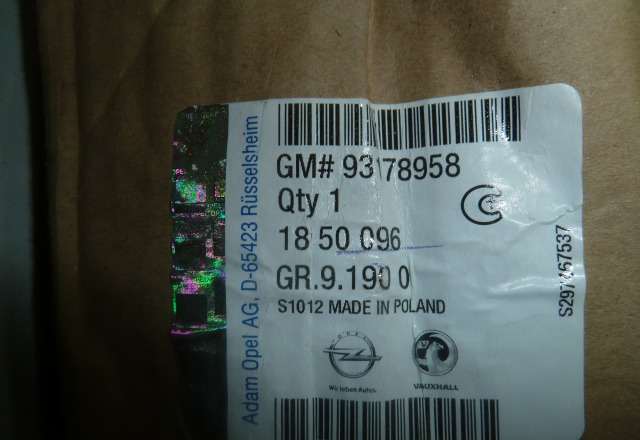 GM# 93178958
Qty 1
18 50 096
GR.9.190 0
S1012 MADE IN POLAND
OPEL
Wir leben Autos.
VAUXHALL
Adam Opel AG, D-65423 Rüsselsheim